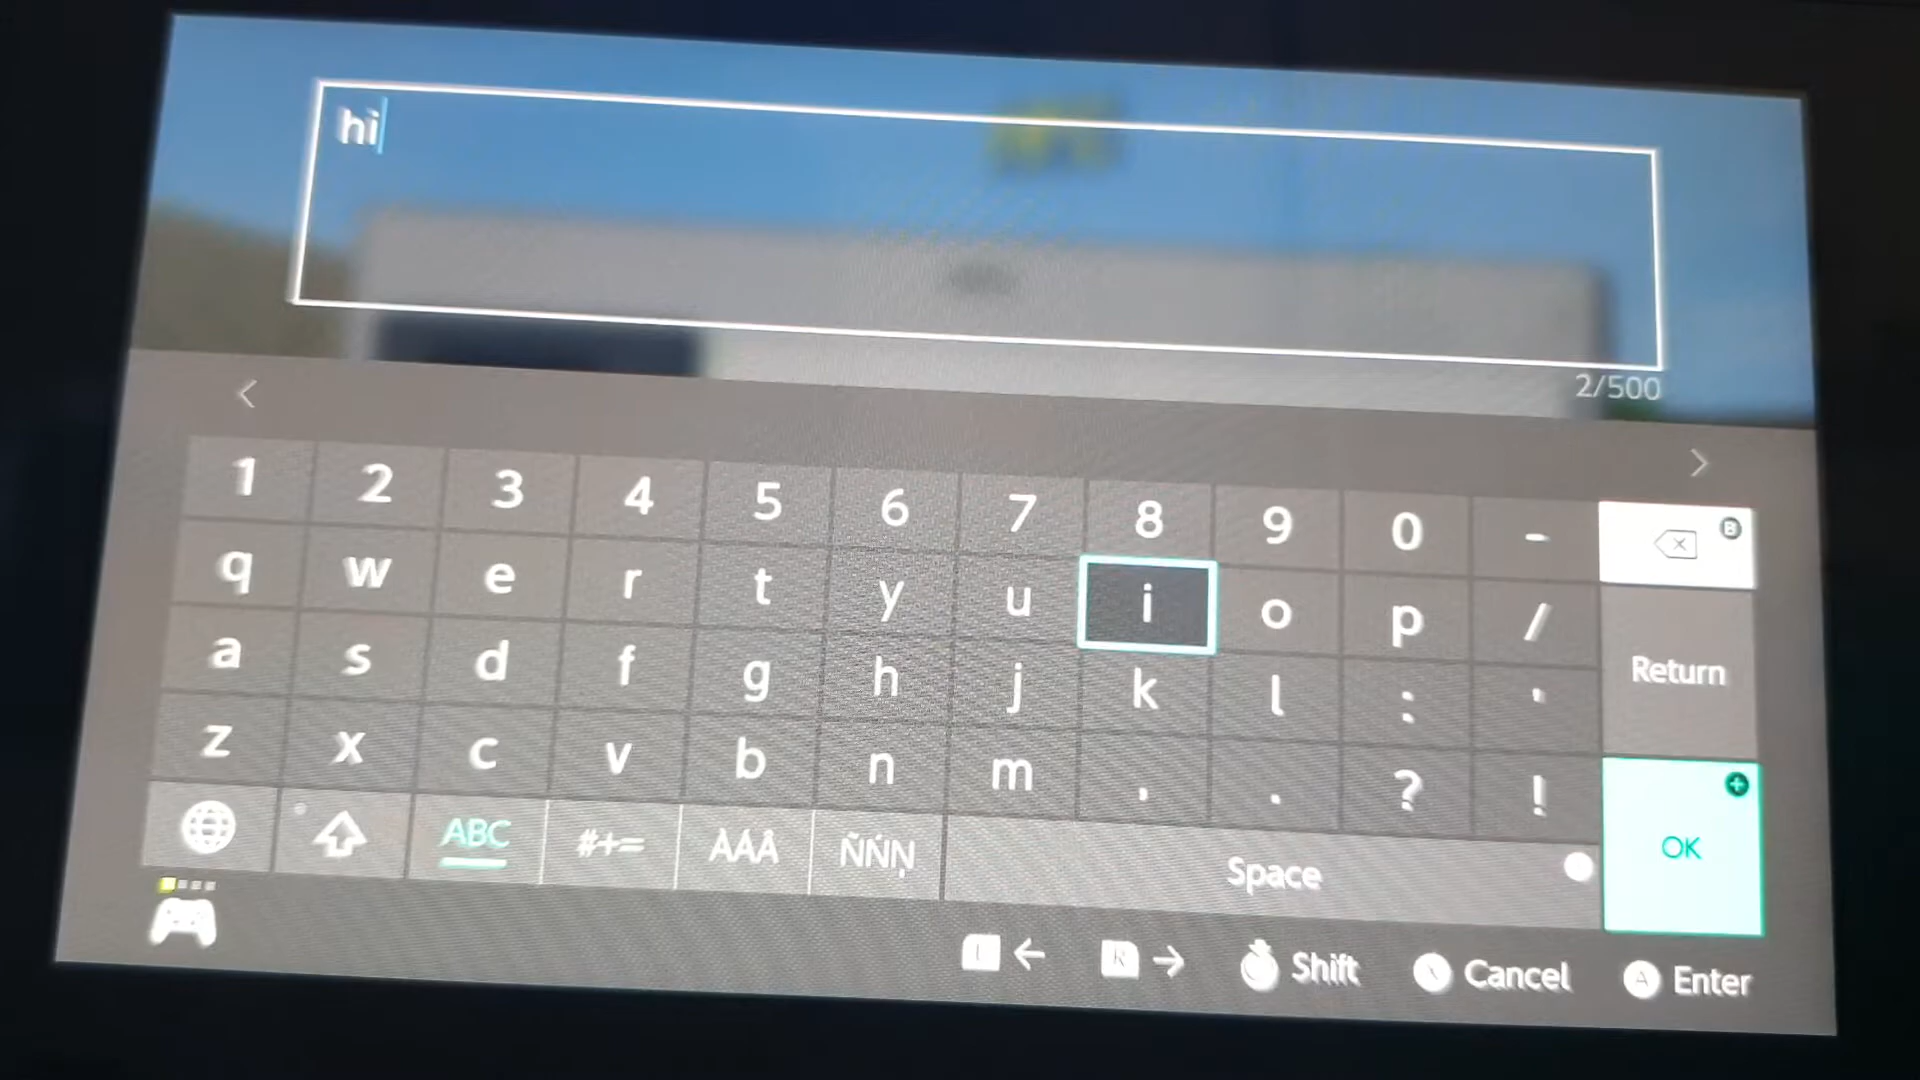 hi
2/500
1 2 3 4 5 6 7 8 9 0 -
q w e r t y u i o p /
a s d f g h j k l : '
z x c v b n m , . ? !
B
Return
+
OK
ABC #+= ÀÁÂ ÑŃŅ Space
L ← R → Shift X Cancel A Enter